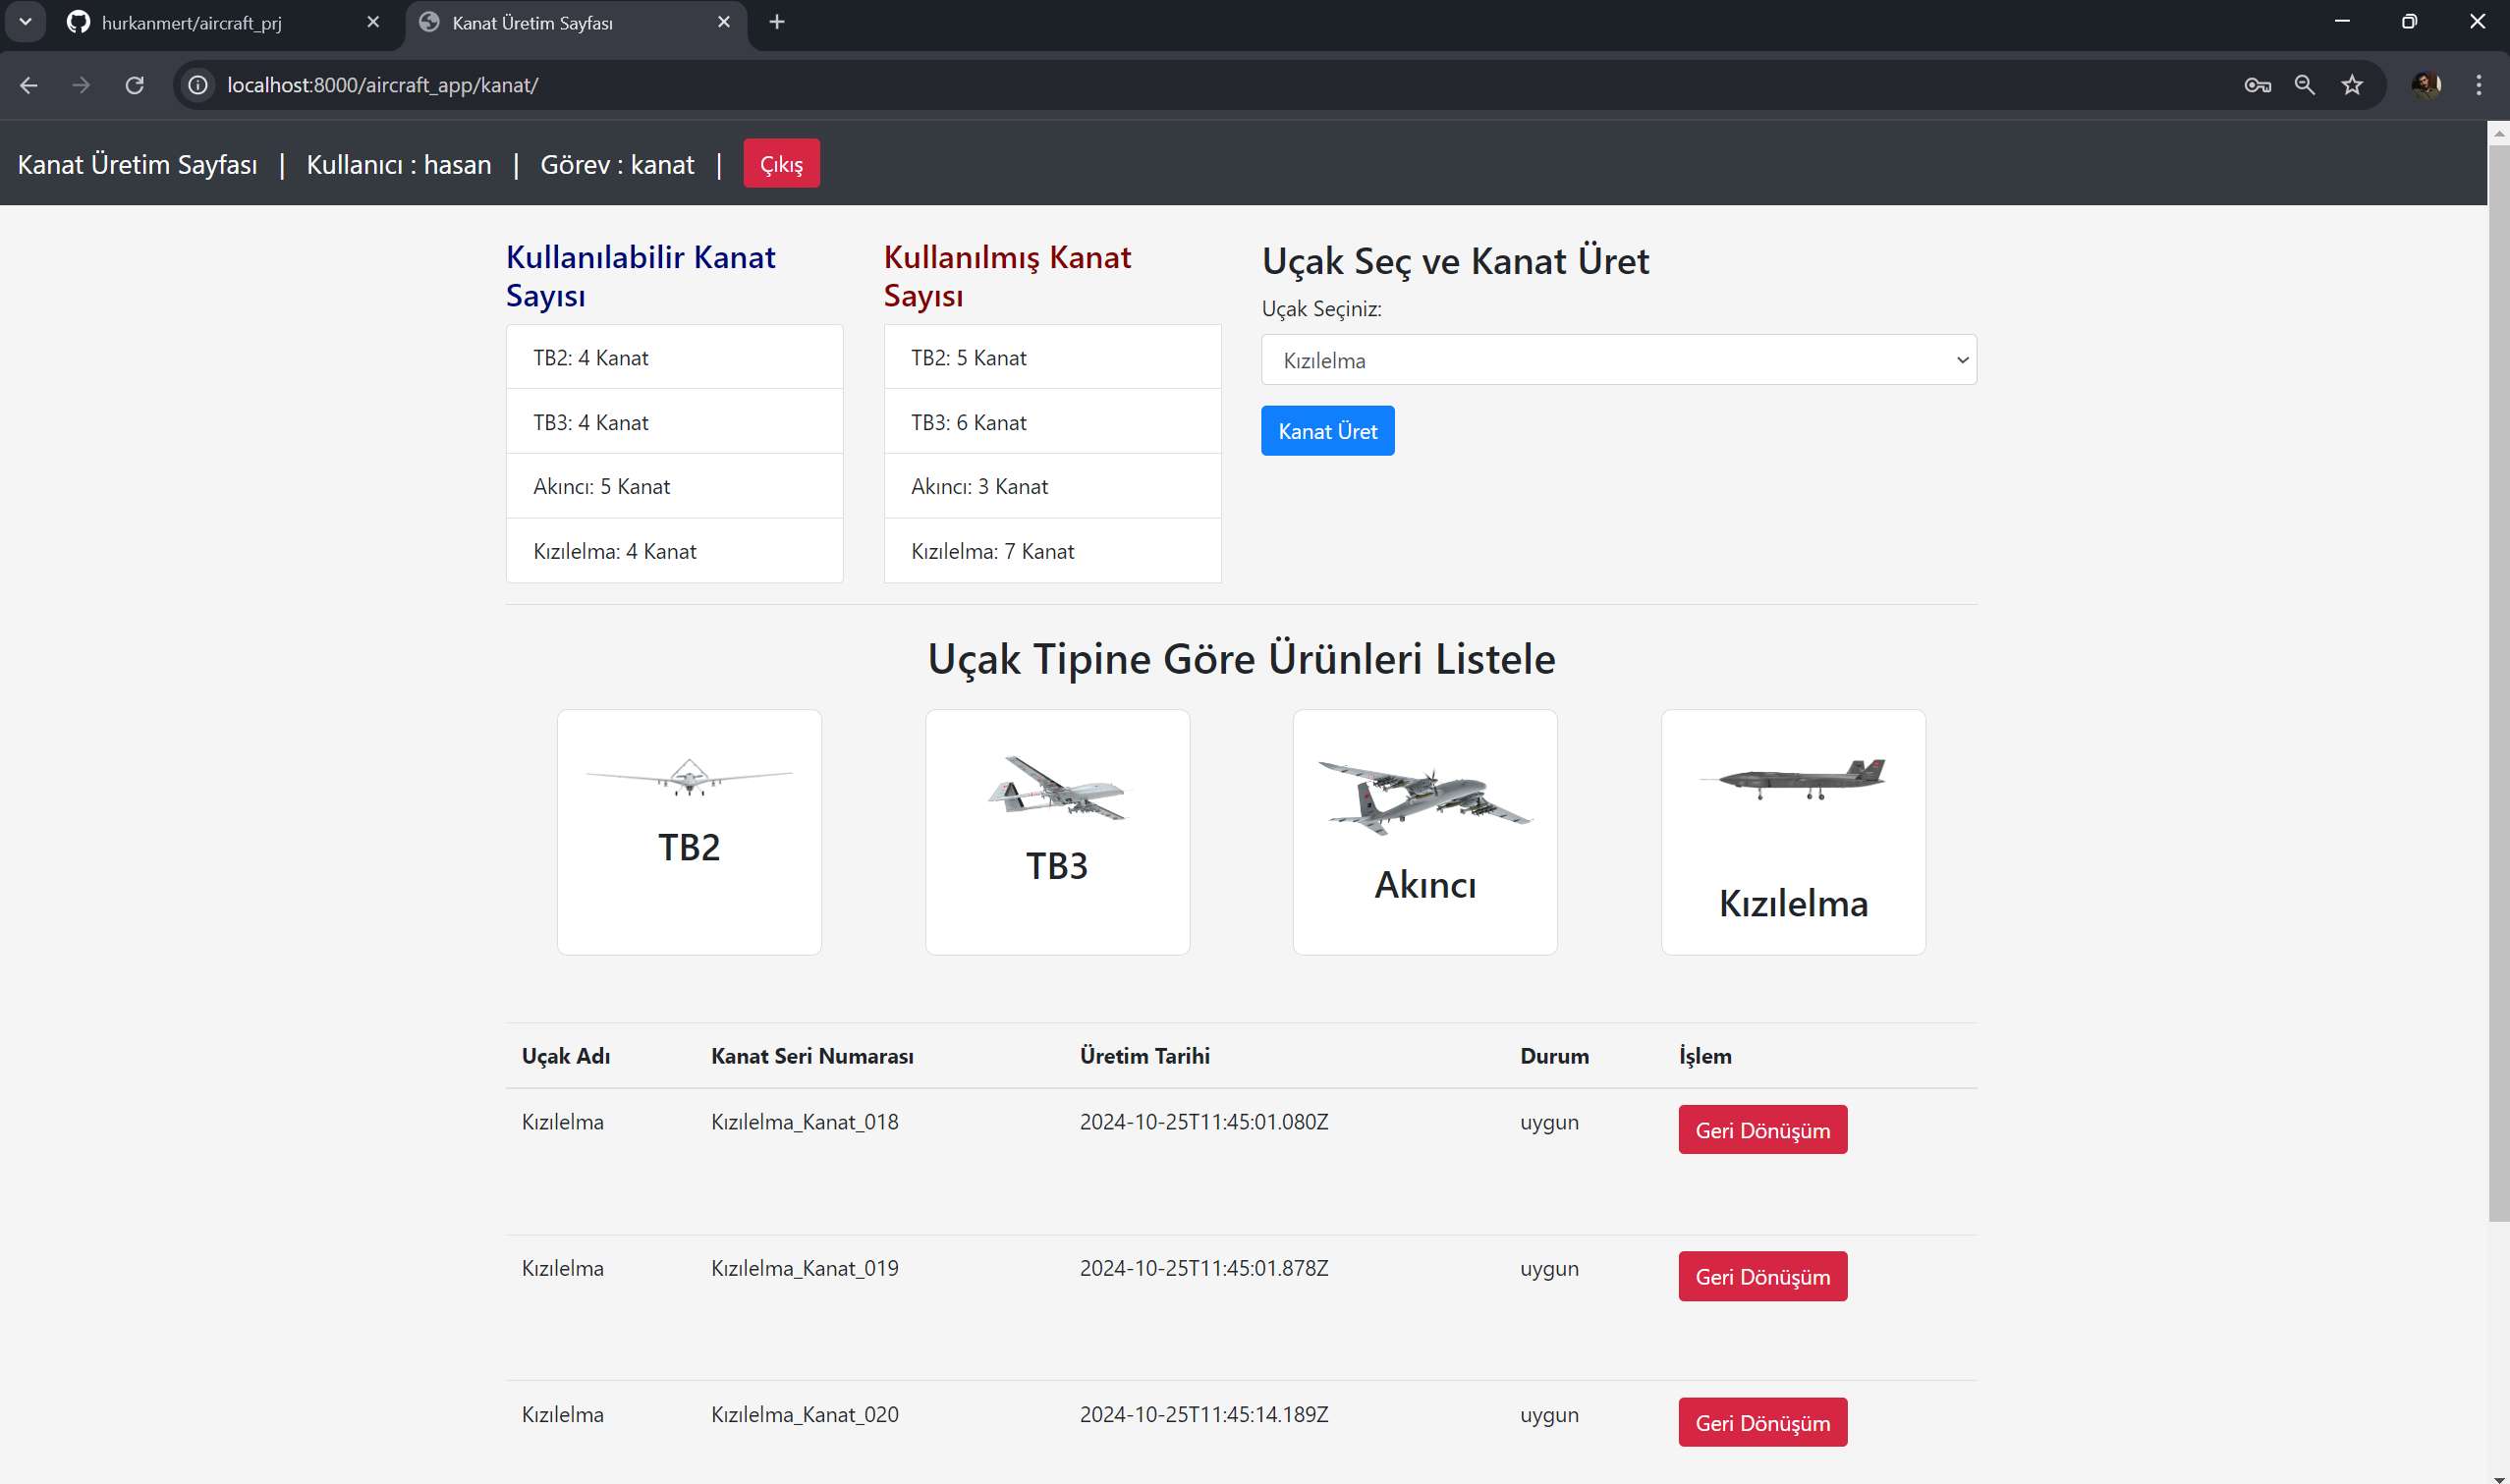 hurkanmert/aircraft_prj
Kanat Üretim Sayfası
localhost:8000/aircraft_app/kanat/
Kanat Üretim Sayfası | Kullanıcı : hasan | Görev : kanat | Çıkış
Kullanılabilir Kanat
Sayısı
TB2: 4 Kanat
TB3: 4 Kanat
Akıncı: 5 Kanat
Kızılelma: 4 Kanat
Kullanılmış Kanat
Sayısı
TB2: 5 Kanat
TB3: 6 Kanat
Akıncı: 3 Kanat
Kızılelma: 7 Kanat
Uçak Seç ve Kanat Üret
Uçak Seçiniz:
Kızılelma
Kanat Üret
Uçak Tipine Göre Ürünleri Listele
TB2
TB3
Akıncı
Kızılelma
Uçak Adı Kanat Seri Numarası Üretim Tarihi Durum İşlem
Kızılelma Kızılelma_Kanat_018 2024-10-25T11:45:01.080Z uygun Geri Dönüşüm
Kızılelma Kızılelma_Kanat_019 2024-10-25T11:45:01.878Z uygun Geri Dönüşüm
Kızılelma Kızılelma_Kanat_020 2024-10-25T11:45:14.189Z uygun Geri Dönüşüm